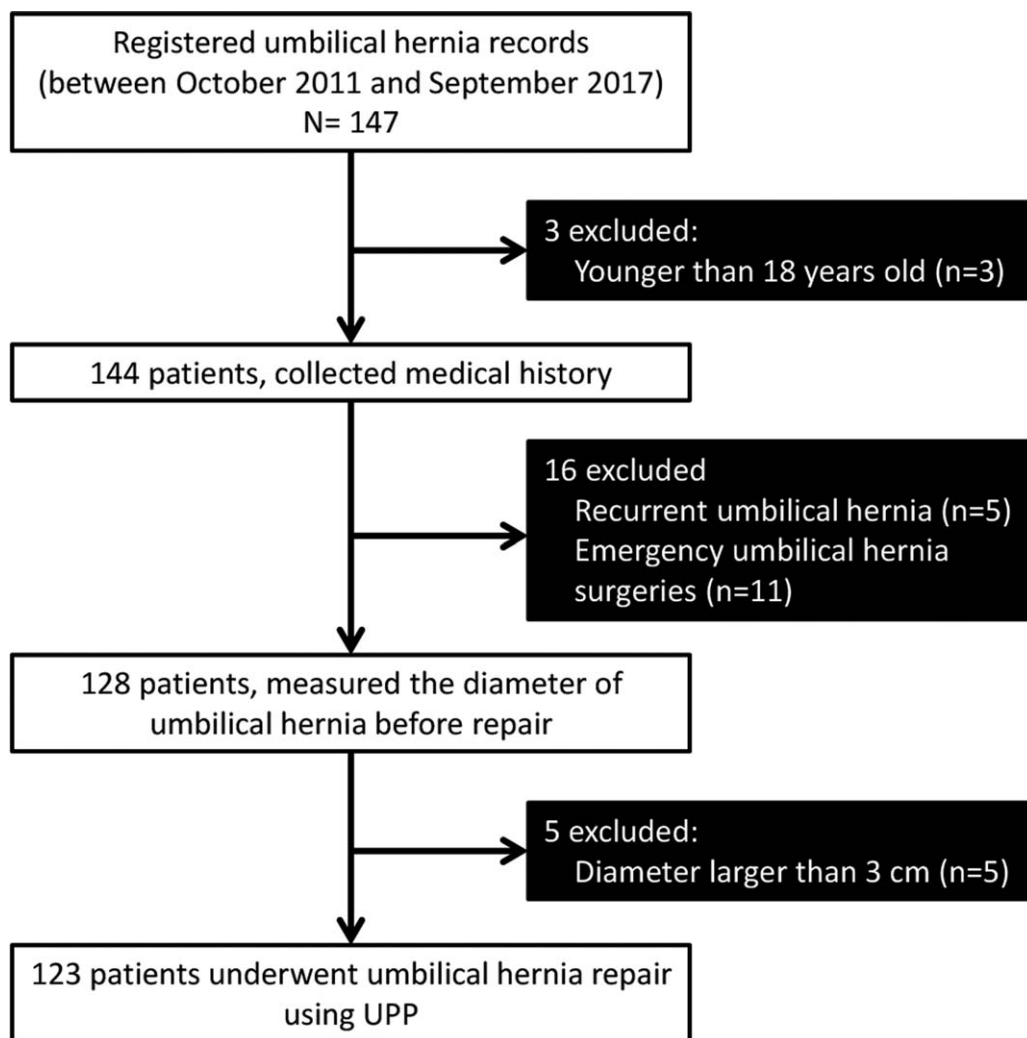 Registered umbilical hernia records
(between October 2011 and September 2017)
N= 147
3 excluded:
Younger than 18 years old (n=3)
144 patients, collected medical history
16 excluded
Recurrent umbilical hernia (n=5)
Emergency umbilical hernia
surgeries (n=11)
128 patients, measured the diameter of
umbilical hernia before repair
5 excluded:
Diameter larger than 3 cm (n=5)
123 patients underwent umbilical hernia repair
using UPP